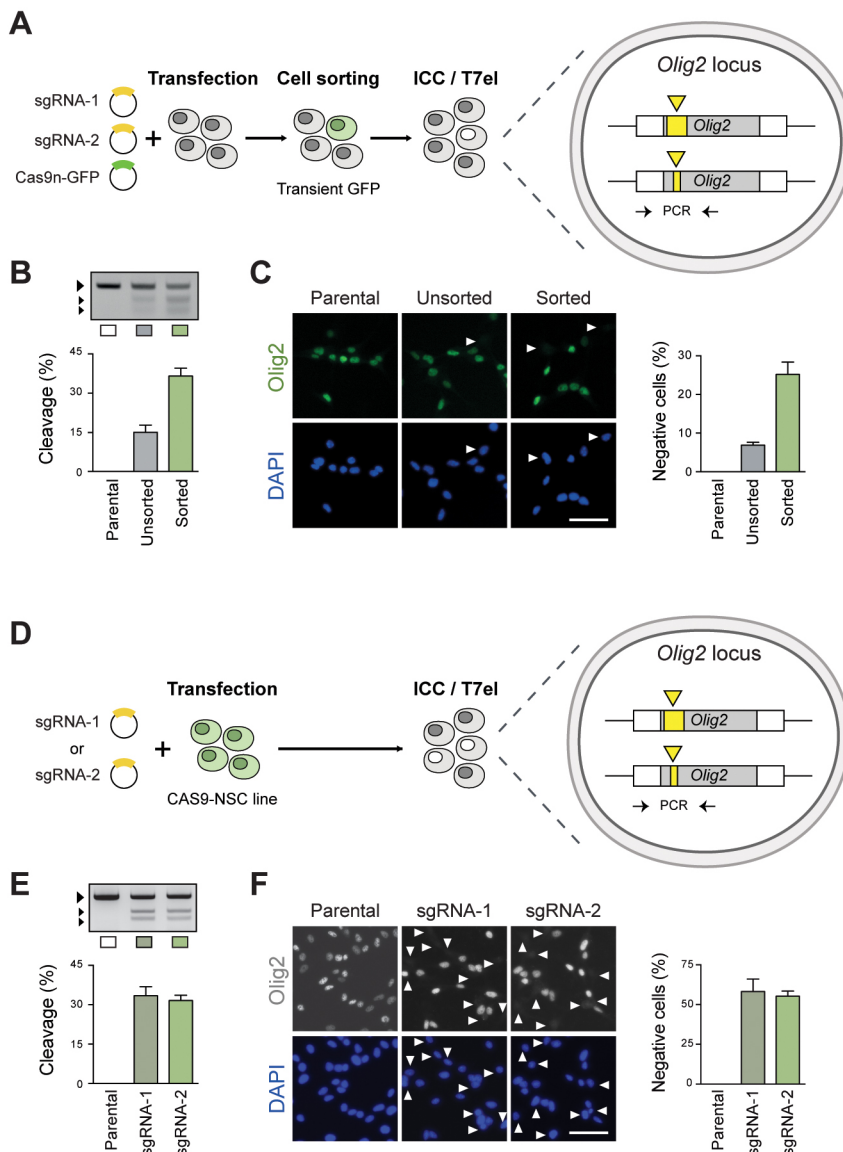 A
Transfection
Cell sorting
ICC / T7eI
Olig2 locus
sgRNA-1
sgRNA-2
Cas9n-GFP
+
Transient GFP
Olig2
Olig2
PCR
B
Cleavage (%)
45
30
15
0
Parental
Unsorted
Sorted
C
Parental
Unsorted
Sorted
Olig2
DAPI
Negative cells (%)
30
20
10
0
Parental
Unsorted
Sorted
D
Transfection
ICC / T7eI
Olig2 locus
sgRNA-1
or
sgRNA-2
+
CAS9-NSC line
Olig2
Olig2
PCR
E
Cleavage (%)
45
30
15
0
Parental
sgRNA-1
sgRNA-2
F
Parental
sgRNA-1
sgRNA-2
Olig2
DAPI
Negative cells (%)
75
50
25
0
Parental
sgRNA-1
sgRNA-2